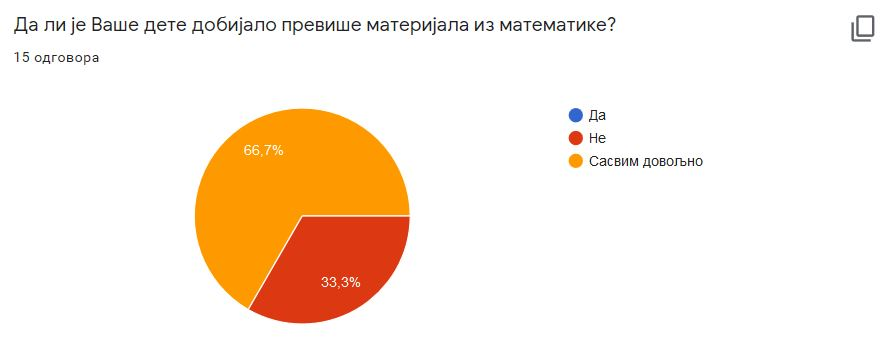 Да ли је Ваше дете добијало превише материјала из математике?
15 одговора
66,7%
33,3%
Да
Не
Сасвим довољно